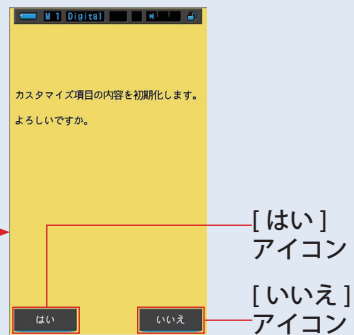 M 1 Digital
カスタマイズ項目の内容を初期化します。
よろしいですか。
はい
いいえ
[ はい ]
アイコン
[ いいえ ]
アイコン